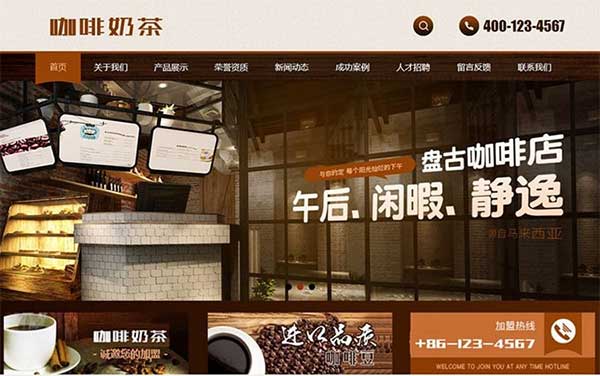 咖啡奶茶
400-123-4567
首页 关于我们 产品展示 荣誉资质 新闻动态 成功案例 人才招聘 留言反馈 联系我们
盘古咖啡店
与你约定 每个阳光灿烂的下午
午后、闲暇、静逸
源自马来西亚
咖啡奶茶
- 诚邀您的加盟 -
进口品质
咖啡豆
加盟热线
+86-123-4567
WELCOME TO JOIN YOU AT ANY TIME HOTLINE